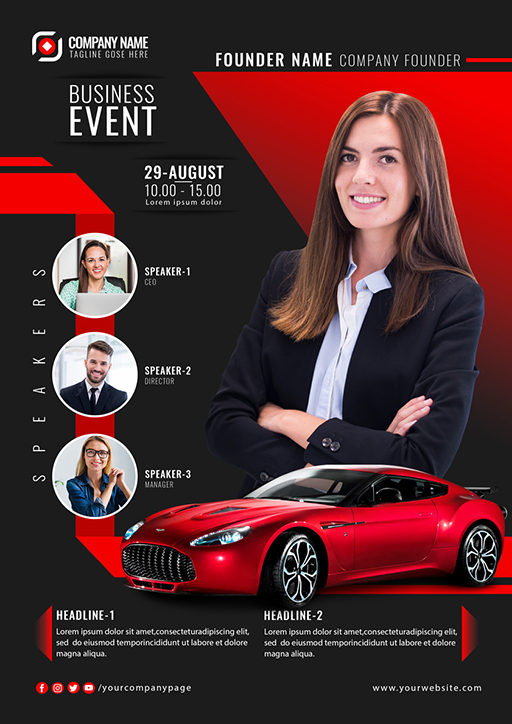 COMPANY NAME
TAGLINE GOSE HERE
FOUNDER NAME COMPANY FOUNDER
BUSINESS
EVENT
29-AUGUST
10.00 - 15.00
Lorem ipsum dolor
SPEAKERS
SPEAKER-1
CEO
SPEAKER-2
DIRECTOR
SPEAKER-3
MANAGER
HEADLINE-1
Lorem ipsum dolor sit amet,consecteturadipiscing elit,
sed do eiusmod temporincididunt ut labore et dolore
magna aliqua.
HEADLINE-2
Lorem ipsum dolor sit amet,consecteturadipiscing elit,
sed do eiusmod temporincididunt ut labore et dolore
magna aliqua.
/yourcompanypage
www.yourwebsite.com